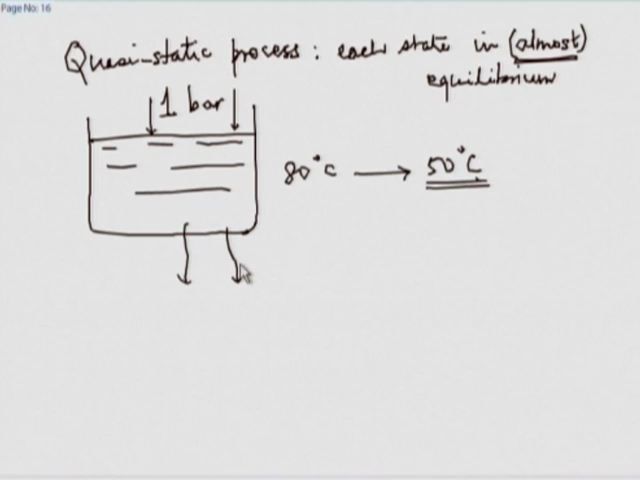 Page No: 16
Quasi-static process : each state in (almost)
equilibrium
1 bar
80°C → 50°C